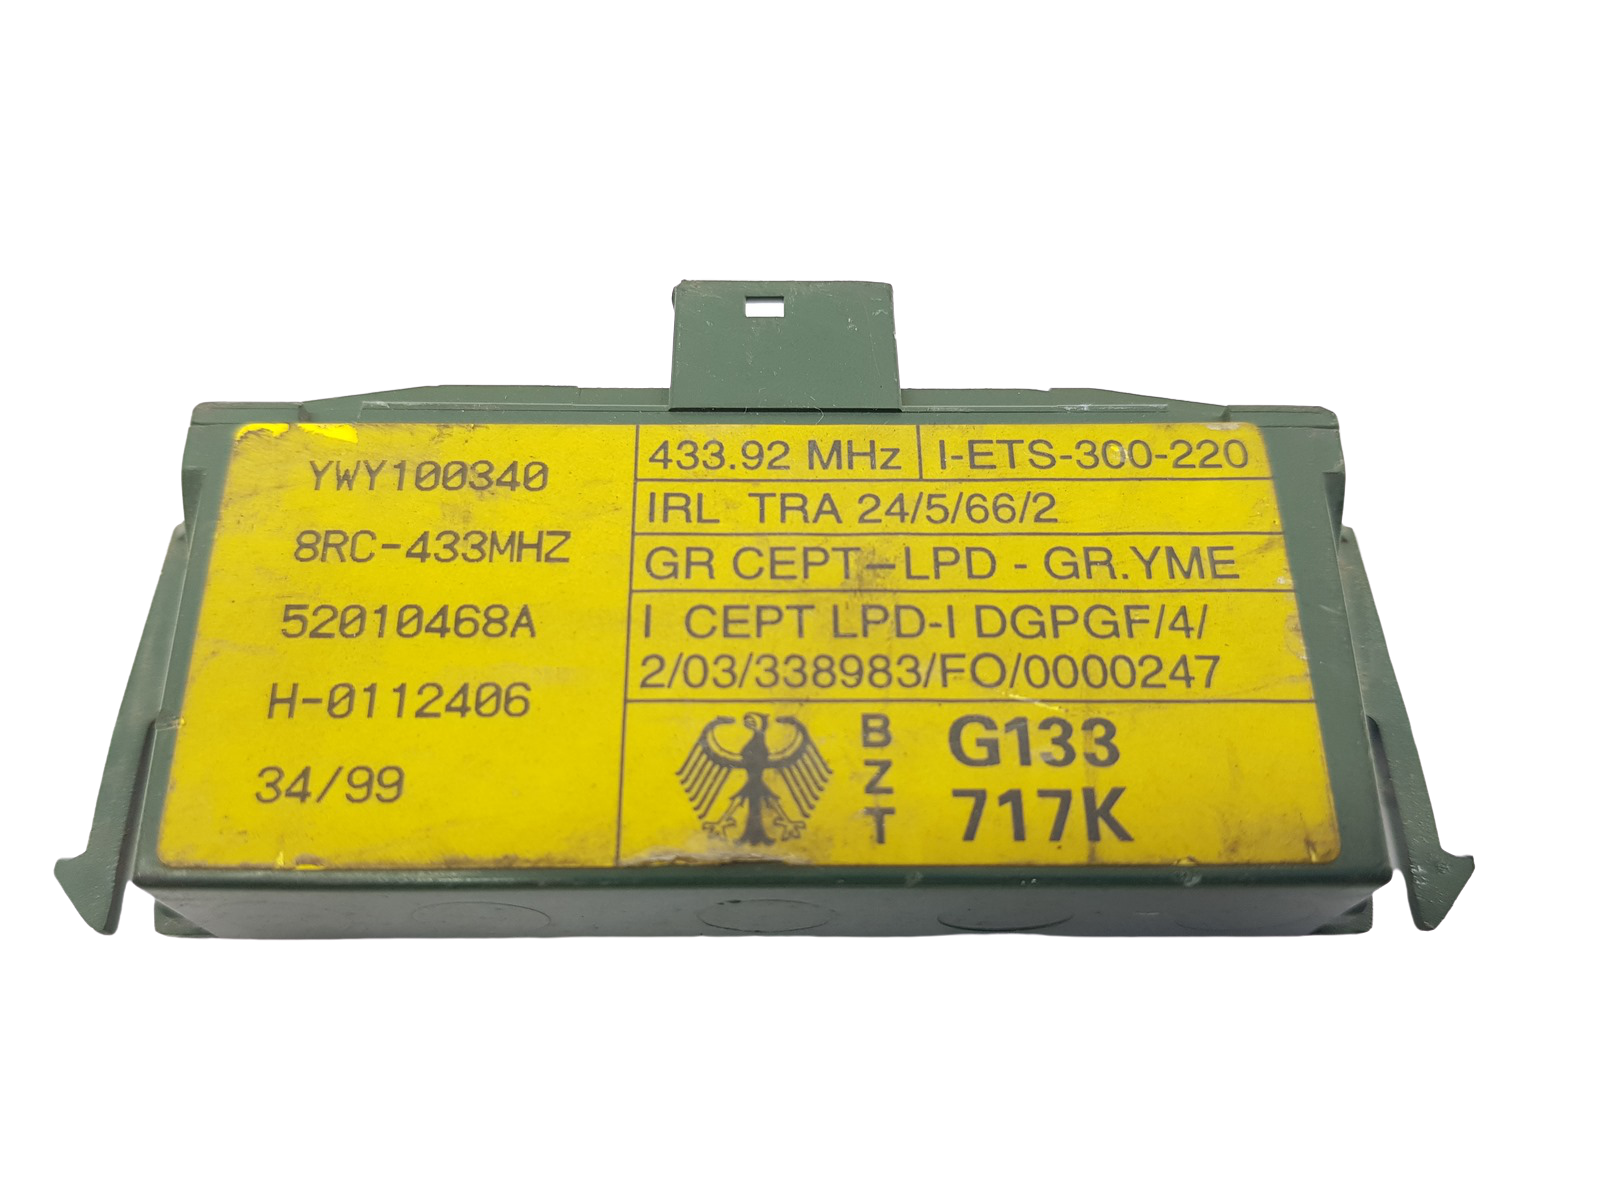 YWY100340
8RC-433MHZ
52010468A
H-0112406
34/99
433.92 MHz I-ETS-300-220
IRL TRA 24/5/66/2
GR CEPT-LPD - GR.YME
I CEPT LPD-I DGPGF/4/
2/03/338983/FO/0000247
BZT
G133
717K